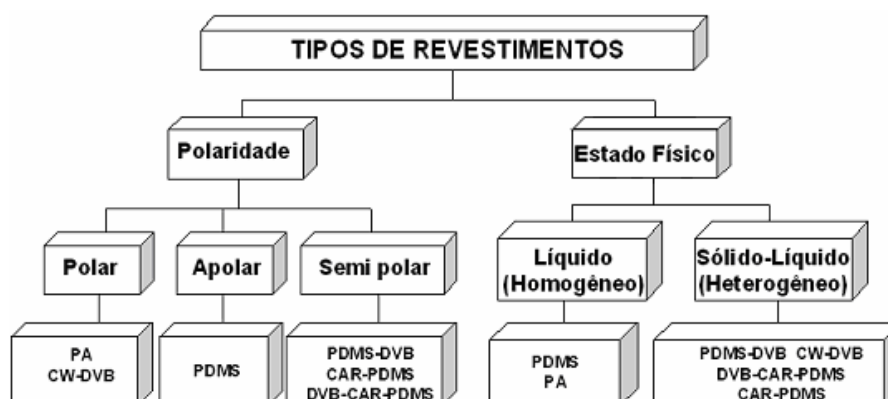 TIPOS DE REVESTIMENTOS
Polaridade
Estado Físico
Polar
Apolar
Semi polar
Líquido
(Homogêneo)
Sólido-Líquido
(Heterogêneo)
PA
CW-DVB
PDMS
PDMS-DVB
CAR-PDMS
DVB-CAR-PDMS
PDMS
PA
PDMS-DVB CW-DVB
DVB-CAR-PDMS
CAR-PDMS